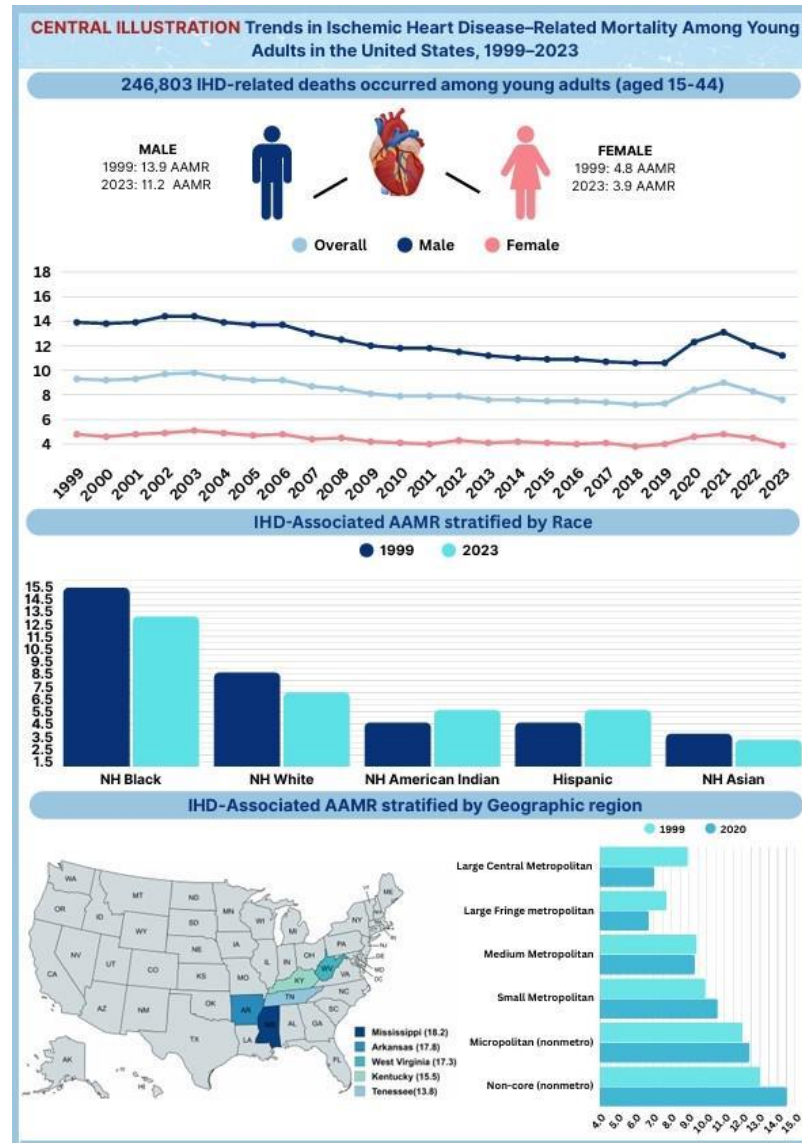 CENTRAL ILLUSTRATION Trends in Ischemic Heart Disease–Related Mortality Among Young
Adults in the United States, 1999–2023
246,803 IHD-related deaths occurred among young adults (aged 15-44)
MALE
1999: 13.9 AAMR
2023: 11.2 AAMR
FEMALE
1999: 4.8 AAMR
2023: 3.9 AAMR
Overall Male Female
18
16
14
12
10
8
6
4
1999 2000 2001 2002 2003 2004 2005 2006 2007 2008 2009 2010 2011 2012 2013 2014 2015 2016 2017 2018 2019 2020 2021 2022 2023
IHD-Associated AAMR stratified by Race
1999 2023
15.5
14.5
13.5
12.5
11.5
10.5
9.5
8.5
7.5
6.5
5.5
4.5
3.5
2.5
1.5
NH Black NH White NH American Indian Hispanic NH Asian
IHD-Associated AAMR stratified by Geographic region
WA
OR
CA
NV
ID
MT
WY
UT
AZ
CO
NM
ND
SD
NE
KS
OK
TX
MN
IA
MO
AR
LA
WI
IL
MI
IN
OH
KY
TN
AL
GA
FL
SC
NC
VA
WV
PA
NY
ME
NJ
DE
MD
DC
AK
HI
Mississippi (18.2)
Arkansas (17.8)
West Virginia (17.3)
Kentucky (15.5)
Tenessee(13.8)
1999 2020
Large Central Metropolitan
Large Fringe metropolitan
Medium Metropolitan
Small Metropolitan
Micropolitan (nonmetro)
Non-core (nonmetro)
4.0 5.0 6.0 7.0 8.0 9.0 10.0 11.0 12.0 13.0 14.0 15.0